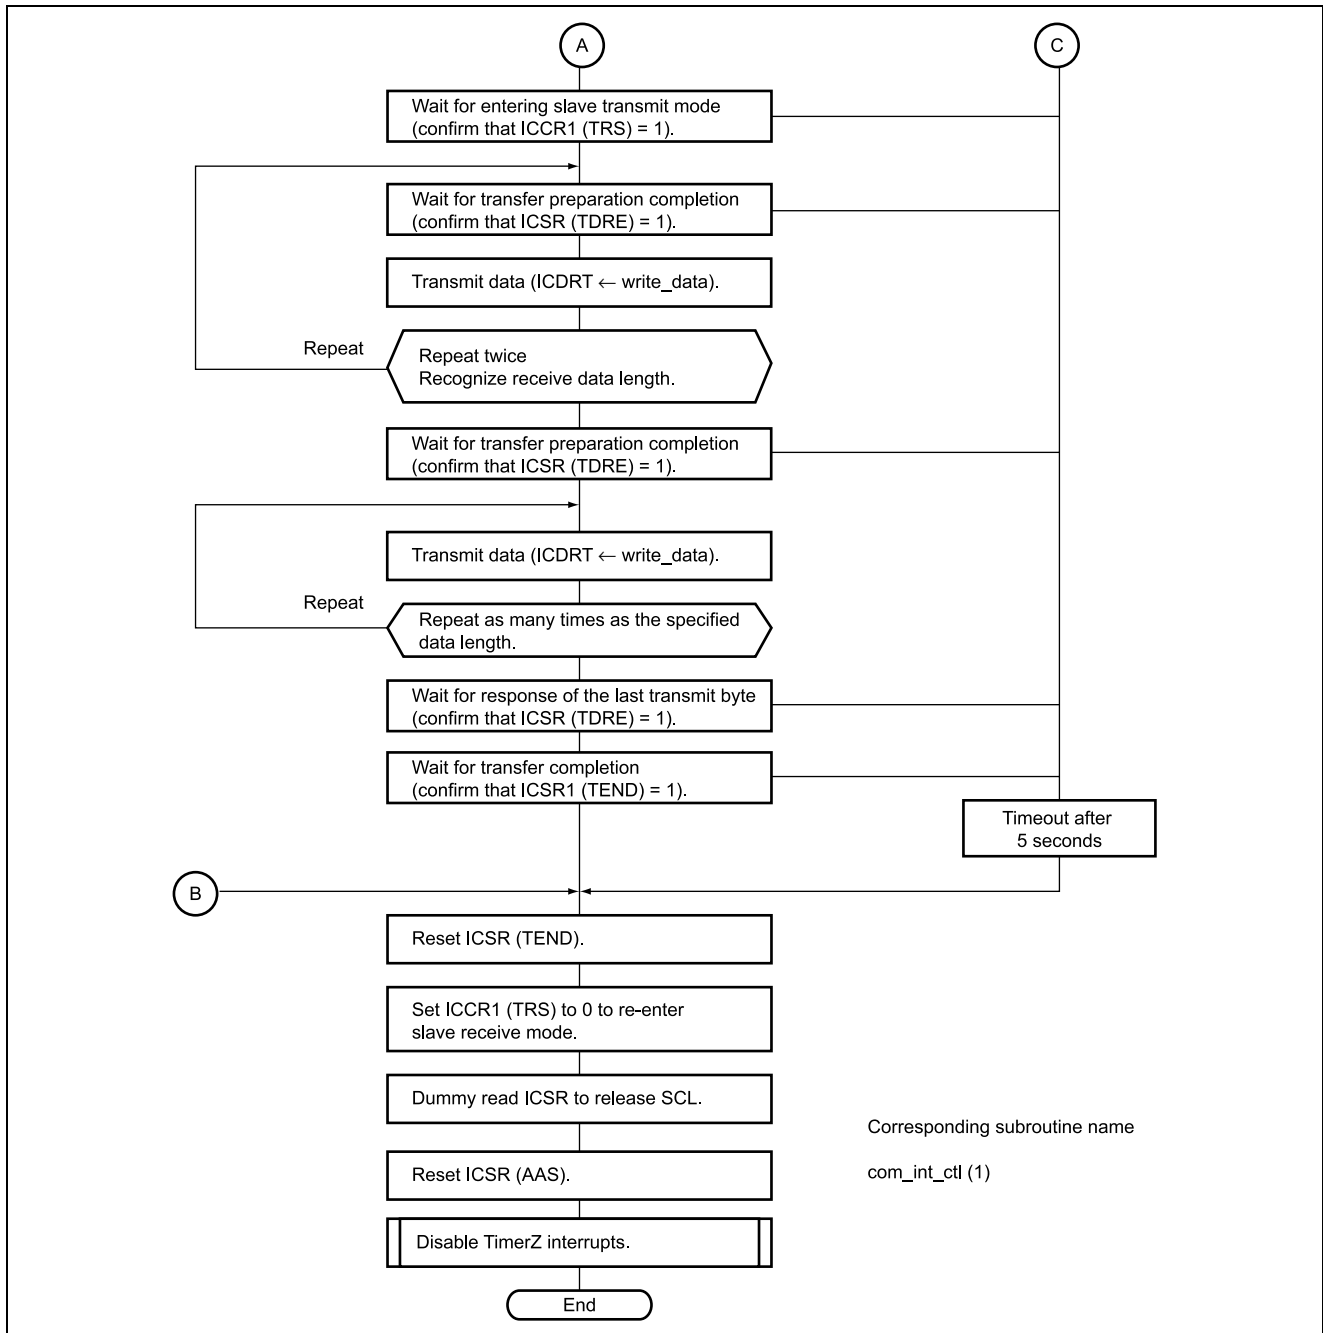 A
C
Wait for entering slave transmit mode
(confirm that ICCR1 (TRS) = 1).
Wait for transfer preparation completion
(confirm that ICSR (TDRE) = 1).
Transmit data (ICDRT ← write_data).
Repeat
Repeat twice
Recognize receive data length.
Wait for transfer preparation completion
(confirm that ICSR (TDRE) = 1).
Transmit data (ICDRT ← write_data).
Repeat
Repeat as many times as the specified
data length.
Wait for response of the last transmit byte
(confirm that ICSR (TDRE) = 1).
Wait for transfer completion
(confirm that ICSR1 (TEND) = 1).
Timeout after
5 seconds
B
Reset ICSR (TEND).
Set ICCR1 (TRS) to 0 to re-enter
slave receive mode.
Dummy read ICSR to release SCL.
Corresponding subroutine name
Reset ICSR (AAS).
com_int_ctl (1)
Disable TimerZ interrupts.
End